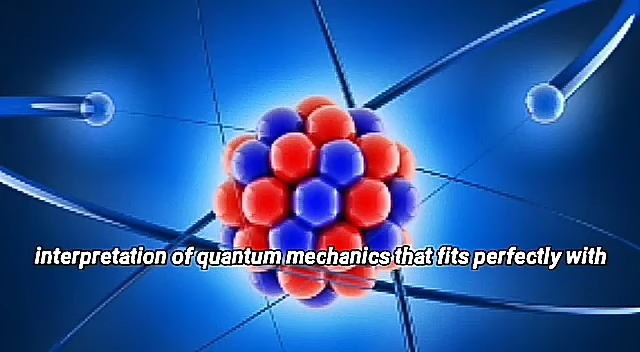 interpretation of quantum mechanics that fits perfectly with